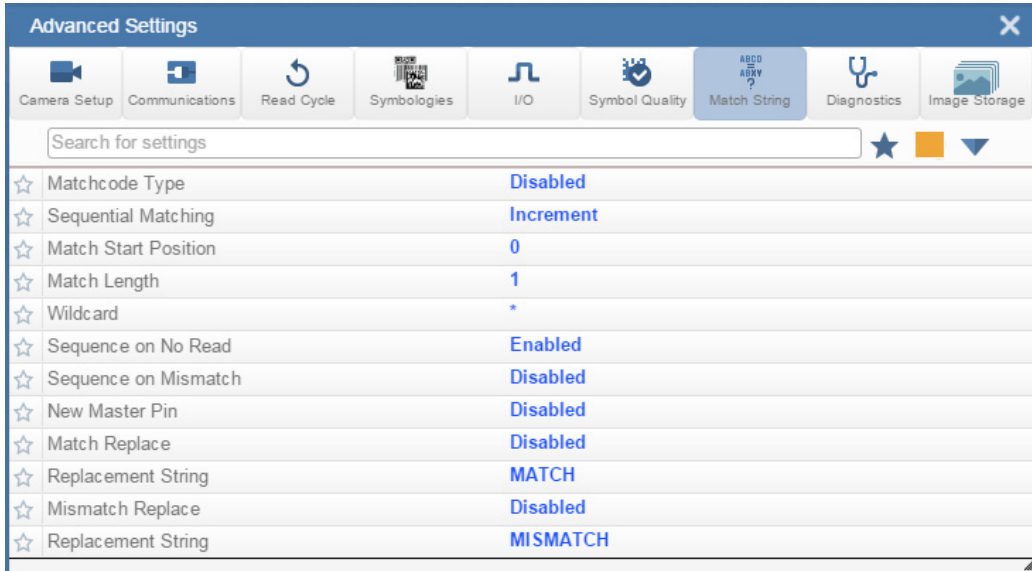 Advanced Settings
ABCD
=
ABNY
?
Camera Setup Communications Read Cycle Symbologies I/O Symbol Quality Match String Diagnostics Image Storage
Search for settings
Matchcode Type Disabled
Sequential Matching Increment
Match Start Position 0
Match Length 1
Wildcard *
Sequence on No Read Enabled
Sequence on Mismatch Disabled
New Master Pin Disabled
Match Replace Disabled
Replacement String MATCH
Mismatch Replace Disabled
Replacement String MISMATCH